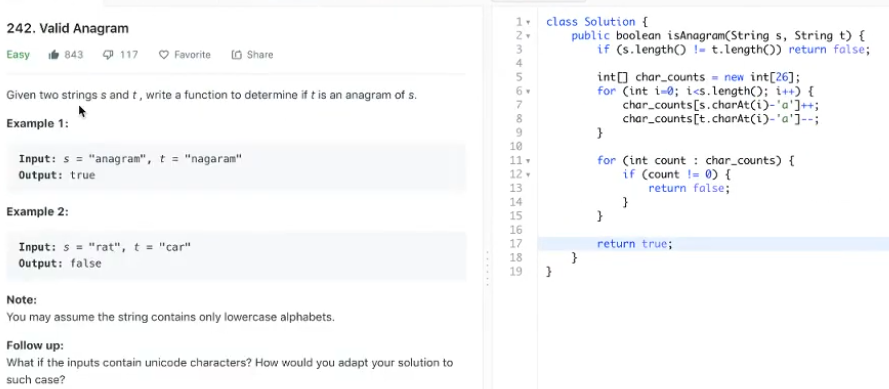 242. Valid Anagram
Easy 843 117 Favorite Share
Given two strings s and t , write a function to determine if t is an anagram of s.
Example 1:
Input: s = "anagram", t = "nagaram"
Output: true
Example 2:
Input: s = "rat", t = "car"
Output: false
Note:
You may assume the string contains only lowercase alphabets.
Follow up:
What if the inputs contain unicode characters? How would you adapt your solution to
such case?
1 class Solution {
2 public boolean isAnagram(String s, String t) {
3 if (s.length() != t.length()) return false;
4
5 int[] char_counts = new int[26];
6 for (int i=0; i<s.length(); i++) {
7 char_counts[s.charAt(i)-'a']++;
8 char_counts[t.charAt(i)-'a']--;
9 }
10
11 for (int count : char_counts) {
12 if (count != 0) {
13 return false;
14 }
15 }
16
17 return true;
18 }
19 }